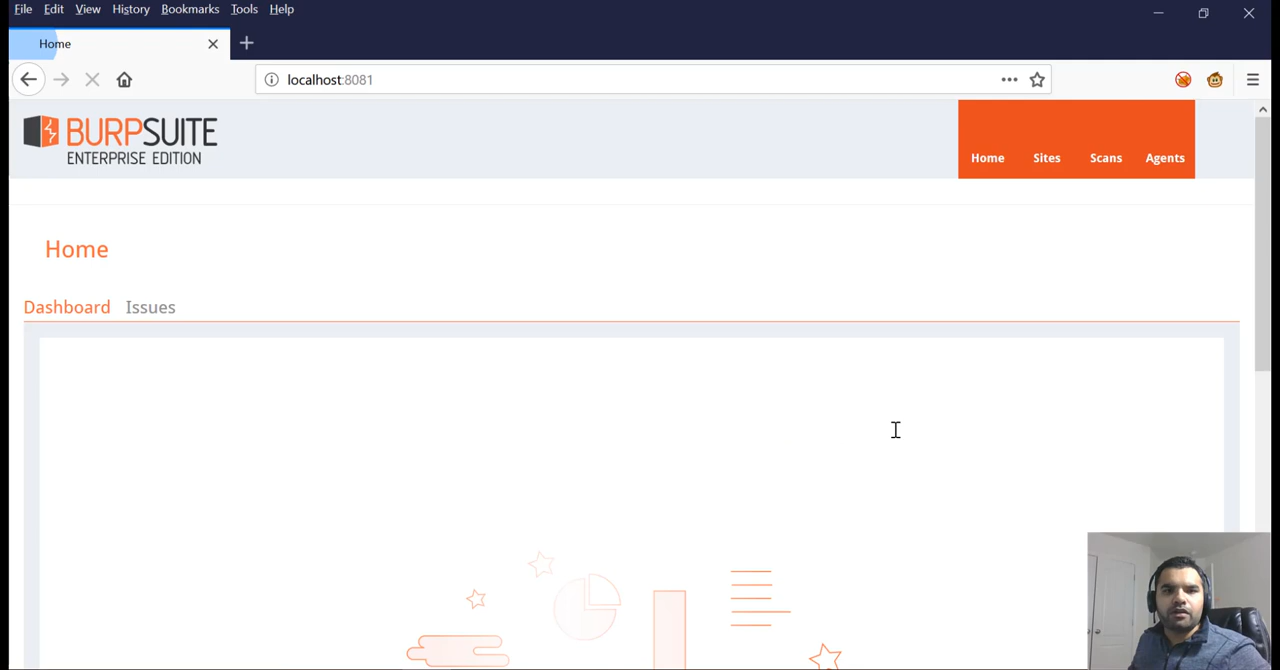 File Edit View History Bookmarks Tools Help
Home
localhost:8081
BURPSUITE
ENTERPRISE EDITION
Home Sites Scans Agents
Home
Dashboard Issues